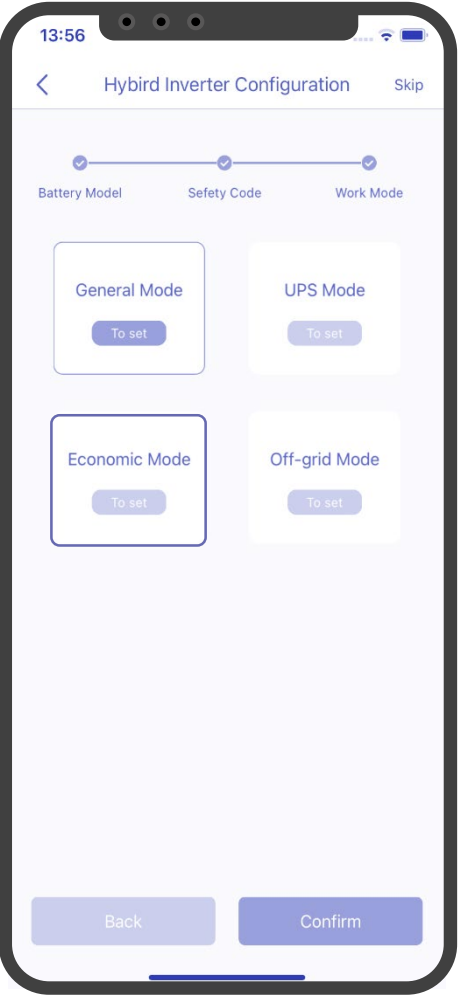 13:56
Hybird Inverter Configuration Skip
Battery Model Sefety Code Work Mode
General Mode UPS Mode
To set To set
Economic Mode Off-grid Mode
To set To set
Back Confirm